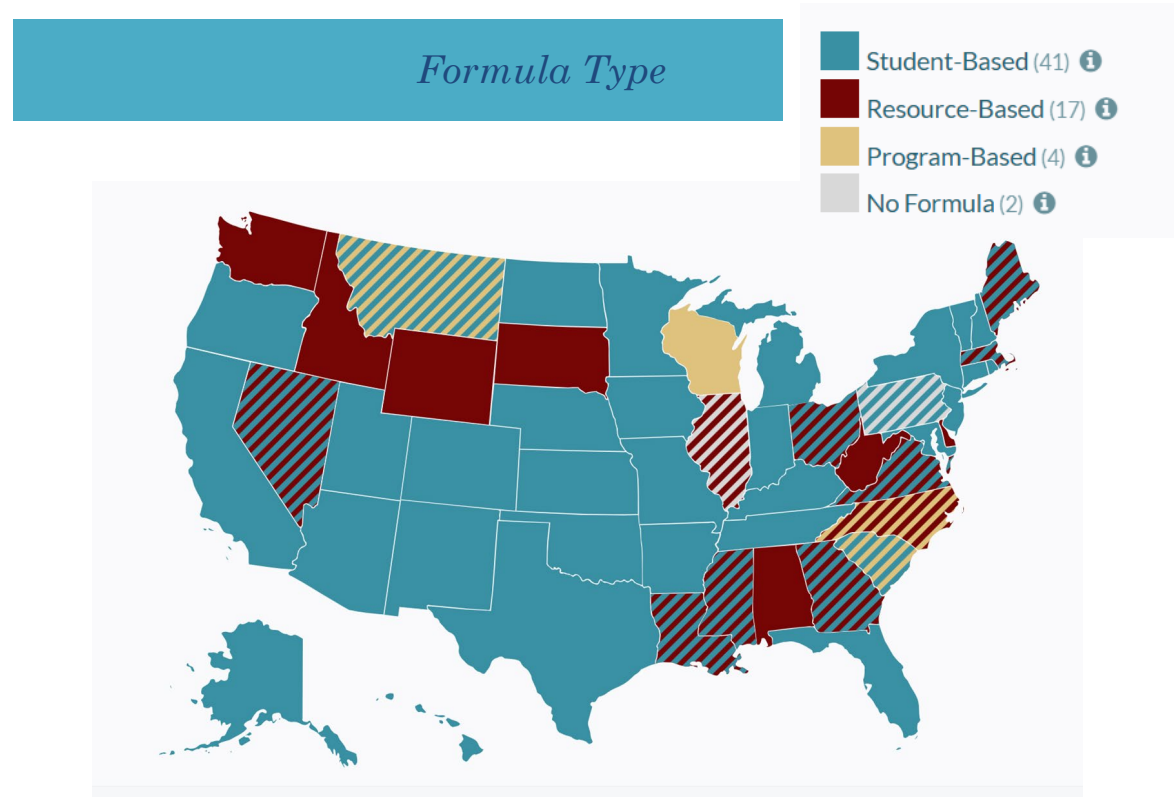 Formula Type
Student-Based (41) i
Resource-Based (17) i
Program-Based (4) i
No Formula (2) i